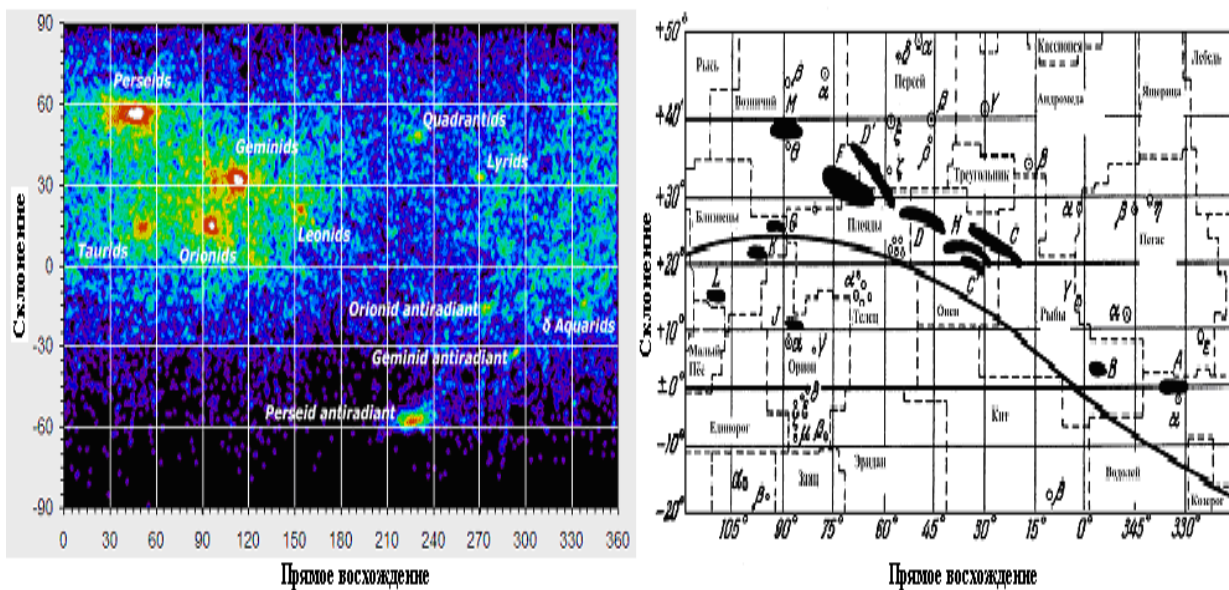 90
60
30
0
-30
-60
-90
Склонение
Perseids
Quadrantids
Geminids
Lyrids
Taurids
Orionids
Leonids
Orionid antiradiant
δ Aquarids
Geminid antiradiant
Perseid antiradiant
0 30 60 90 120 150 180 210 240 270 300 330 360
Прямое восхождение
+50°
+40°
+30°
+20°
+10°
±0°
-10°
-20°
Склонение
Рысь
β
α
Возничий
M
θ
β α
Персей
β
ξ
ζ
D'
F
Кассиопея
γ
Андромеда
β
Треугольник
Лебедь
Ящерица
α
β
η
Пегас
Близнецы
G
K
L
Плеяды
D
H
C
C'
α
Телец
Овен
Рыбы
γ
α
ε
Малый
Пёс
J
α
γ
Орион
B
A
α
Кит
Единорог
μ β
α
β
Заяц
Эридан
β
Водолей
Козерог
105° 90° 75° 60° 45° 30° 15° 0° 345° 330°
Прямое восхождение